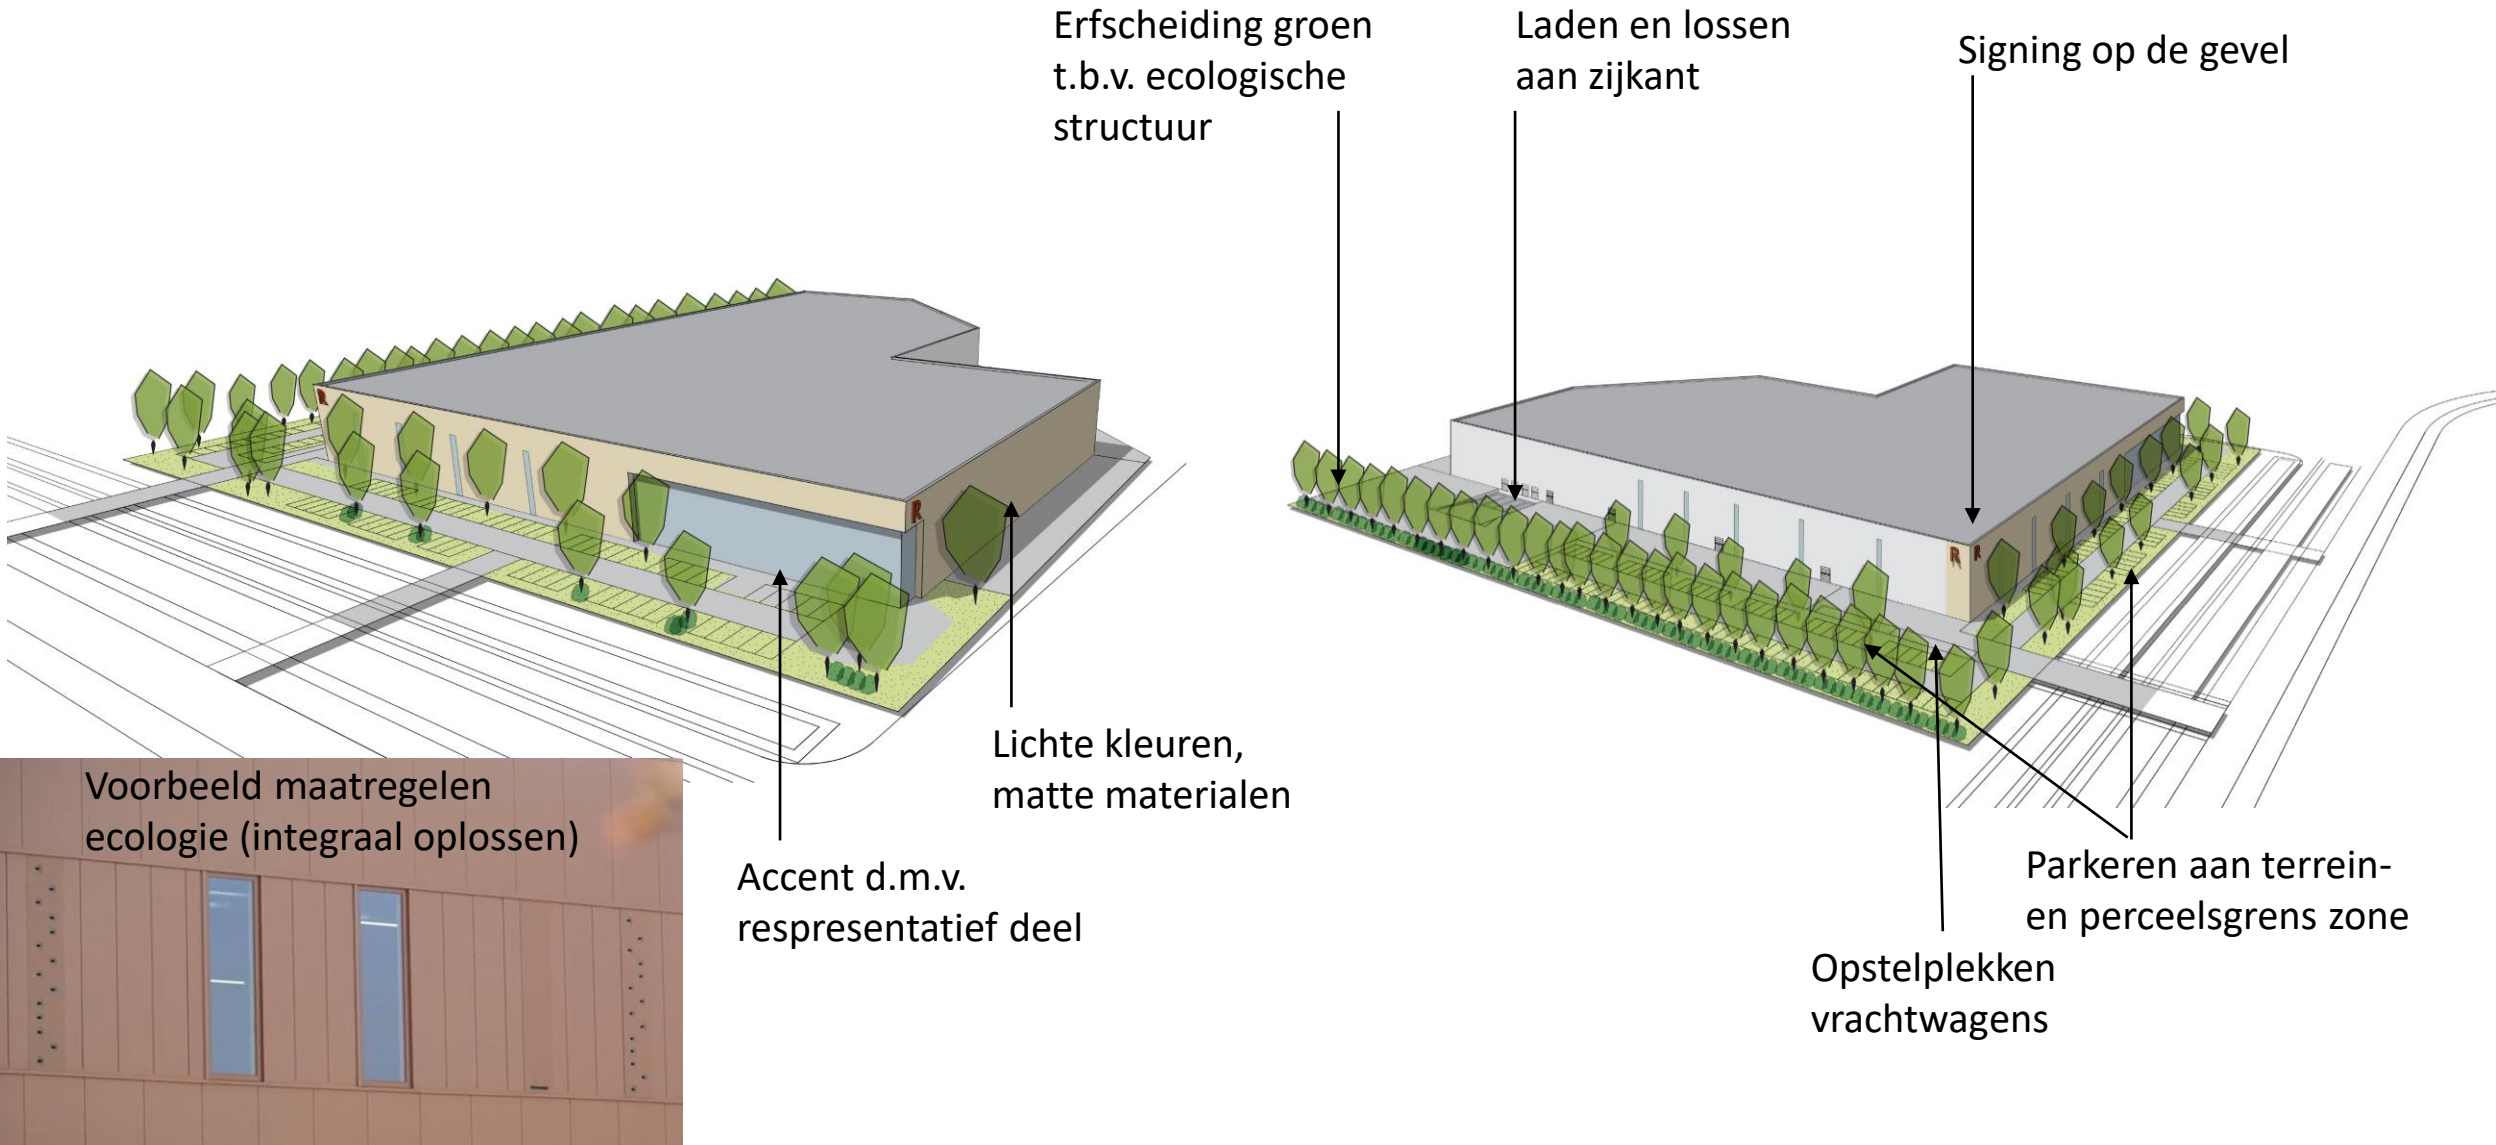 Erfscheiding groen
t.b.v. ecologische
structuur
Laden en lossen
aan zijkant
Signing op de gevel
R
R
R
R
Lichte kleuren,
matte materialen
Voorbeeld maatregelen
ecologie (integraal oplossen)
Accent d.m.v.
respresentatief deel
Parkeren aan terrein-
en perceelsgrens zone
Opstelplekken
vrachtwagens